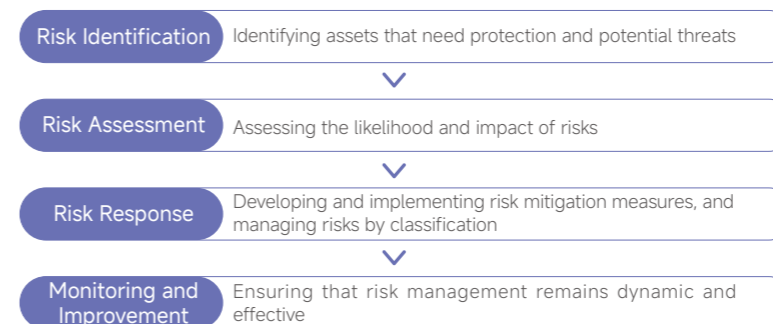 Risk Identification
Identifying assets that need protection and potential threats
Risk Assessment
Assessing the likelihood and impact of risks
Risk Response
Developing and implementing risk mitigation measures, and
managing risks by classification
Monitoring and
Improvement
Ensuring that risk management remains dynamic and
effective